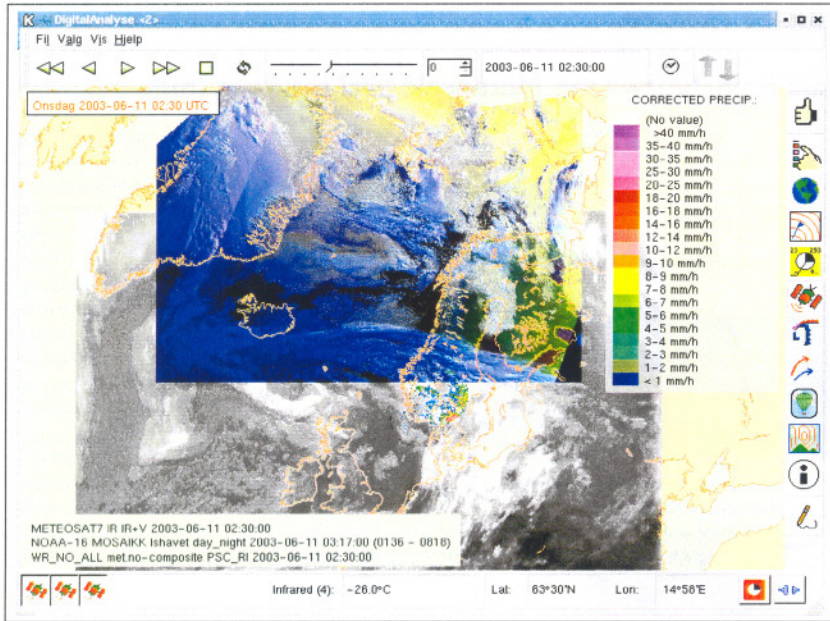 DigitalAnalyse <2>
Fil Valg Vis Hjelp
0 2003-06-11 02:30:00
Onsdag 2003-06-11 02:30 UTC
CORRECTED PRECIP.:
(No value)
>40 mm/h
35-40 mm/h
30-35 mm/h
25-30 mm/h
20-25 mm/h
18-20 mm/h
16-18 mm/h
14-16 mm/h
12-14 mm/h
10-12 mm/h
9-10 mm/h
8-9 mm/h
7-8 mm/h
6-7 mm/h
5-6 mm/h
4-5 mm/h
3-4 mm/h
2-3 mm/h
1-2 mm/h
< 1 mm/h
METEOSAT7 IR IR+V 2003-06-11 02:30:00
NOAA-16 MOSAIKK Ishavet day_night 2003-06-11 03:17:00 (0136 - 0818)
WR_NO_ALL met.no-composite PSC_RI 2003-06-11 02:30:00
Infrared (4): -26.0°C Lat: 63°30'N Lon: 14°58'E